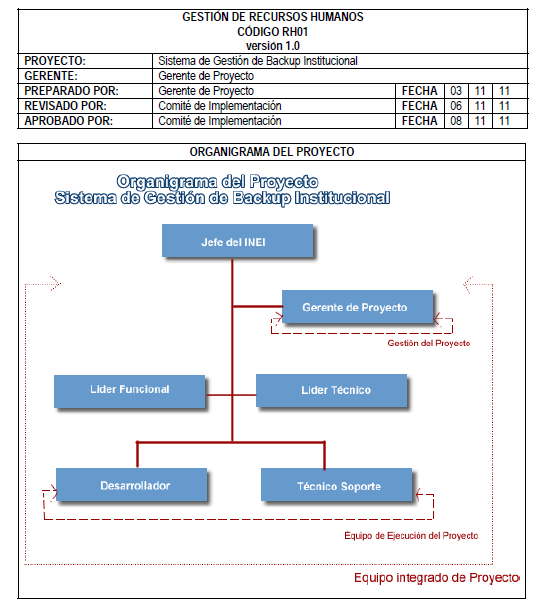 GESTIÓN DE RECURSOS HUMANOS
CÓDIGO RH01
versión 1.0
PROYECTO: Sistema de Gestión de Backup Institucional
GERENTE: Gerente de Proyecto
PREPARADO POR: Gerente de Proyecto FECHA 03 11 11
REVISADO POR: Comité de Implementación FECHA 06 11 11
APROBADO POR: Comité de Implementación FECHA 08 11 11
ORGANIGRAMA DEL PROYECTO
Organigrama del Proyecto
Sistema de Gestión de Backup Institucional
Jefe del INEI
Gerente de Proyecto
Gestión del Proyecto
Lider Funcional
Lider Técnico
Desarrollador
Técnico Soporte
Équipo de Ejecución del Proyecto
Equipo integrado de Proyecto